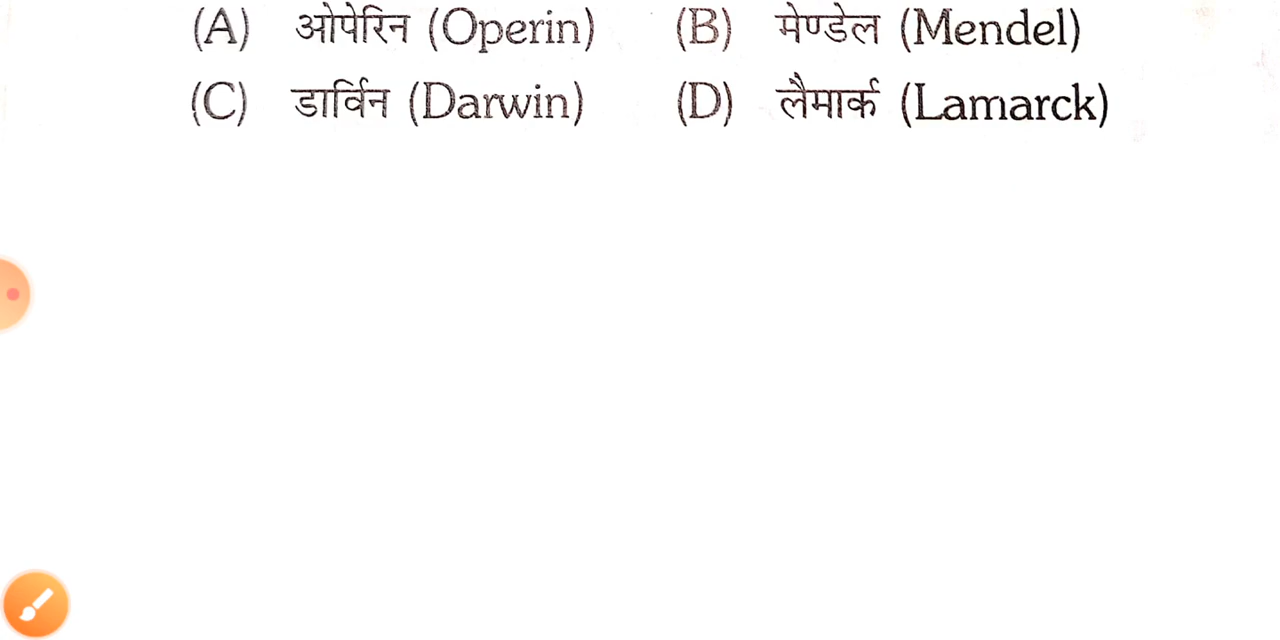 (A) ओपेरिन (Operin) (B) मेण्डेल (Mendel)
(C) डार्विन (Darwin) (D) लैमार्क (Lamarck)